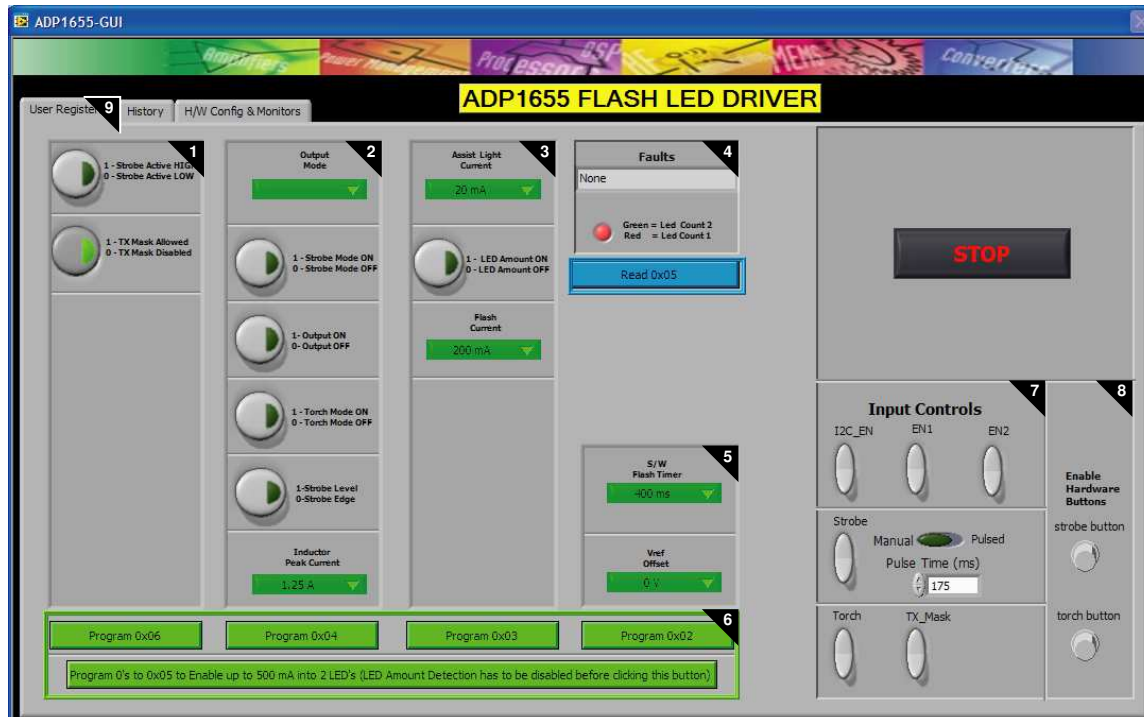 ADP1655-GUI
Amplifiers
Power Management
Processors
DSP
MEMS
Converters
ADP1655 FLASH LED DRIVER
User Register
9
History
H/W Config & Monitors
1
1 - Strobe Active HIGH
0 - Strobe Active LOW
1 - TX Mask Allowed
0 - TX Mask Disabled
2
Output
Mode
1 - Strobe Mode ON
0 - Strobe Mode OFF
1- Output ON
0- Output OFF
1 - Torch Mode ON
0 - Torch Mode OFF
1-Strobe Level
0-Strobe Edge
Inductor
Peak Current
1.25 A
3
Assist Light
Current
20 mA
1 - LED Amount ON
0 - LED Amount OFF
Flash
Current
200 mA
4
Faults
None
Green = Led Count 2
Red = Led Count 1
Read 0x05
5
S/W
Flash Timer
400 ms
Vref
Offset
0 V
6
Program 0x06
Program 0x04
Program 0x03
Program 0x02
Program 0's to 0x05 to Enable up to 500 mA into 2 LED's (LED Amount Detection has to be disabled before clicking this button)
STOP
7
Input Controls
I2C_EN
EN1
EN2
Strobe
Manual
Pulsed
Pulse Time (ms)
175
Torch
TX_Mask
8
Enable
Hardware
Buttons
strobe button
torch button